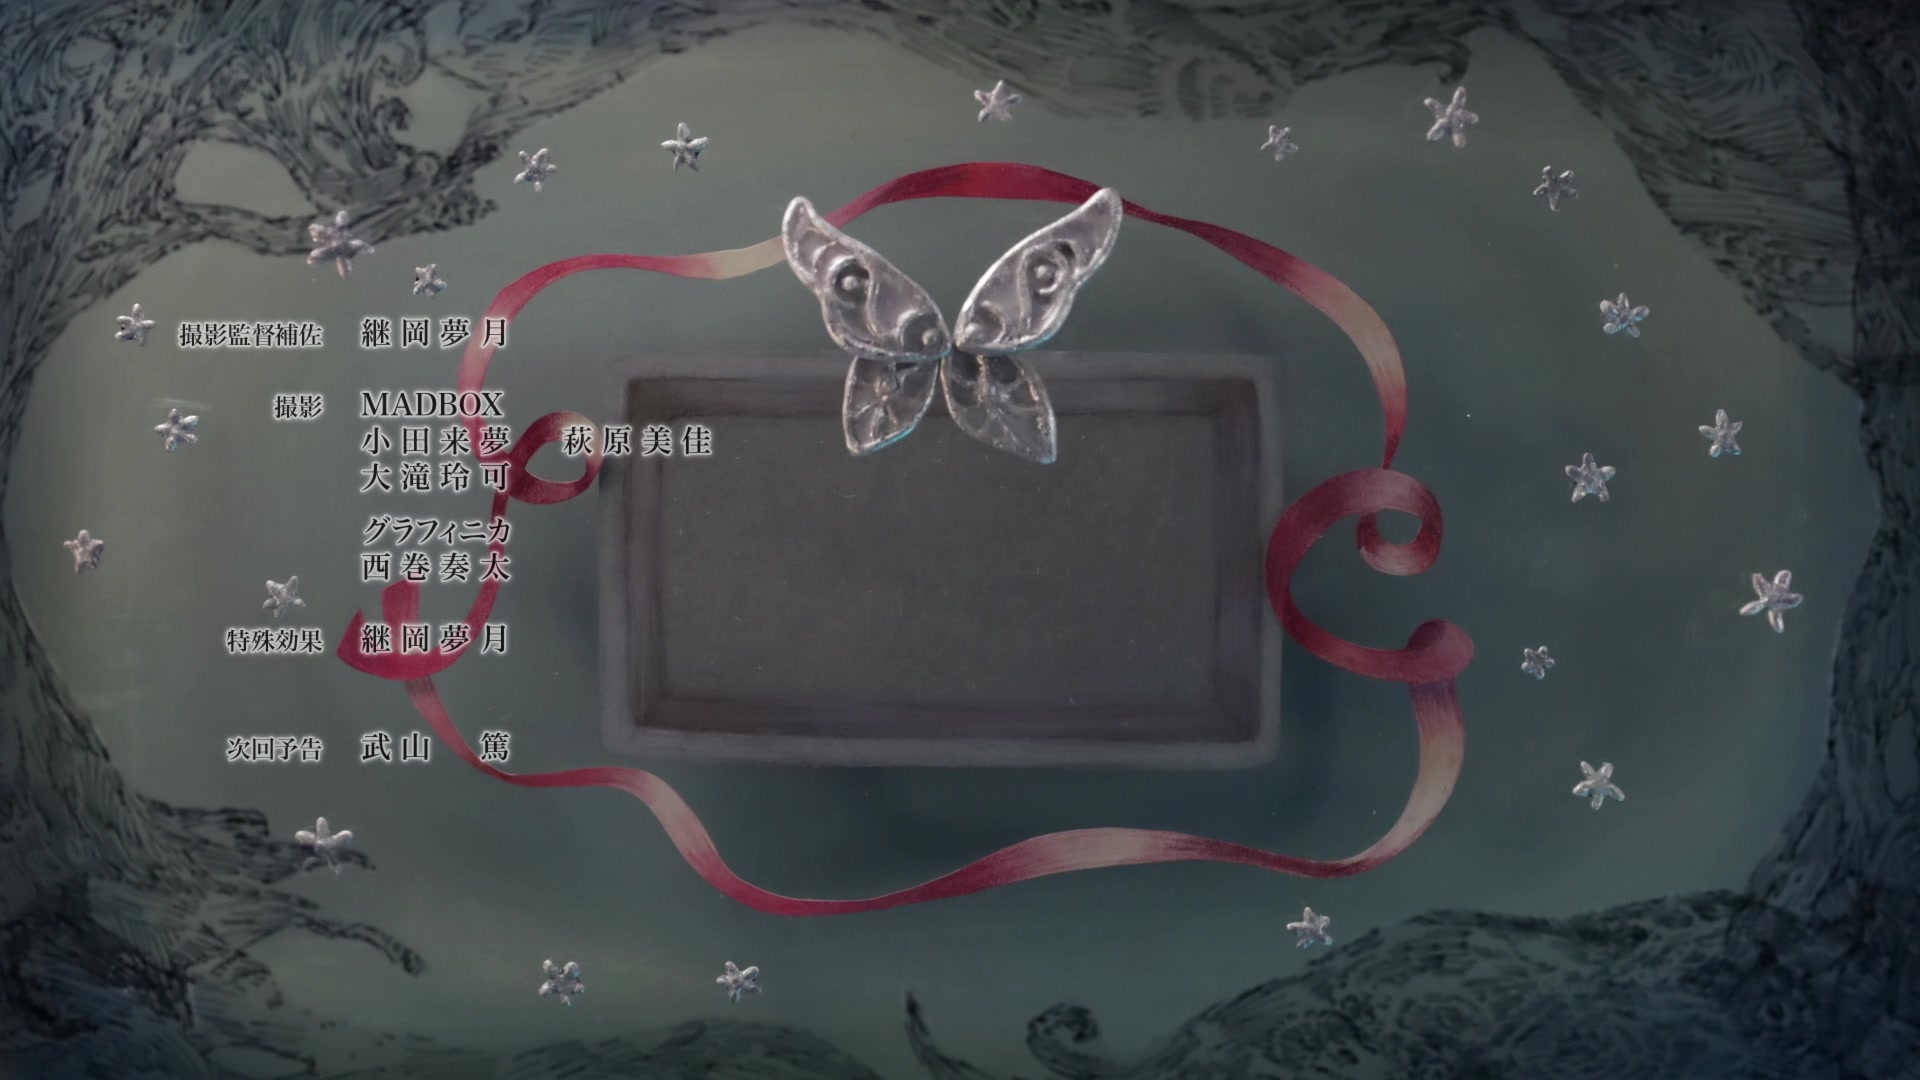 撮影監督補佐 継岡夢月
撮影 MADBOX
小田来夢 萩原美佳
大滝玲可
グラフィニカ
西巻奏太
特殊効果 継岡夢月
次回予告 武山 篤